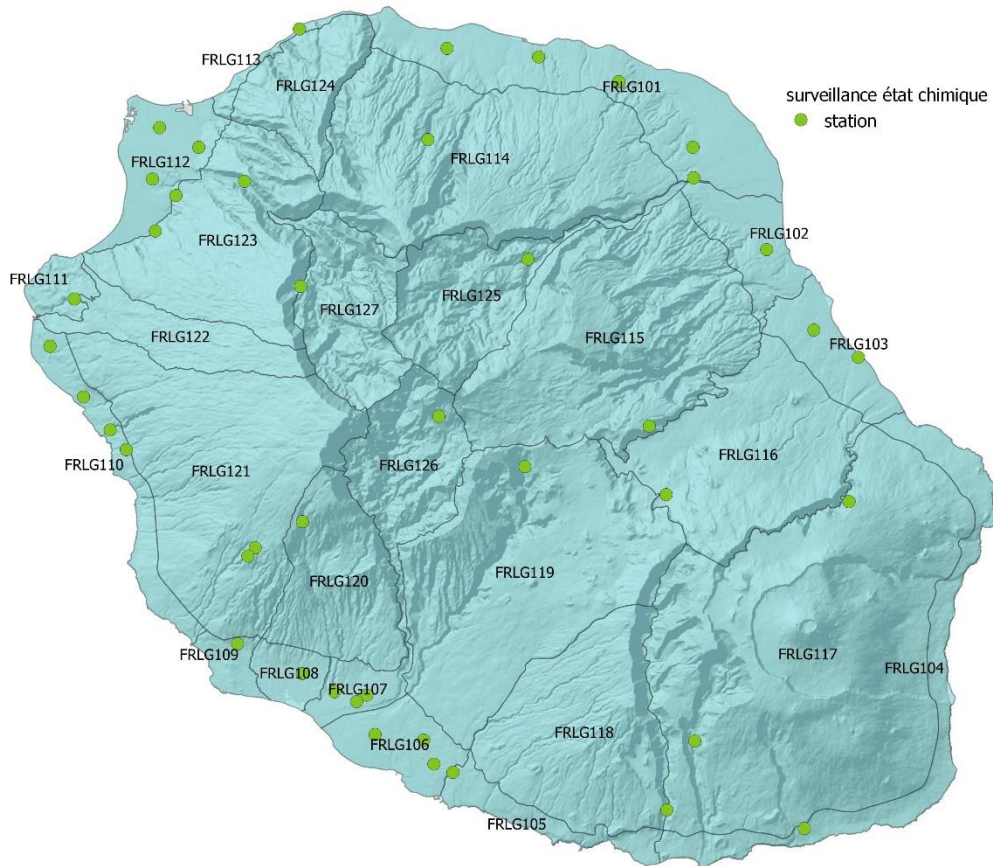 FRLG113
FRLG124
FRLG101
surveillance état chimique
station
FRLG112
FRLG114
FRLG123
FRLG102
FRLG111
FRLG127
FRLG125
FRLG122
FRLG115
FRLG103
FRLG110
FRLG121
FRLG126
FRLG116
FRLG120
FRLG119
FRLG109
FRLG108
FRLG107
FRLG117
FRLG104
FRLG106
FRLG118
FRLG105